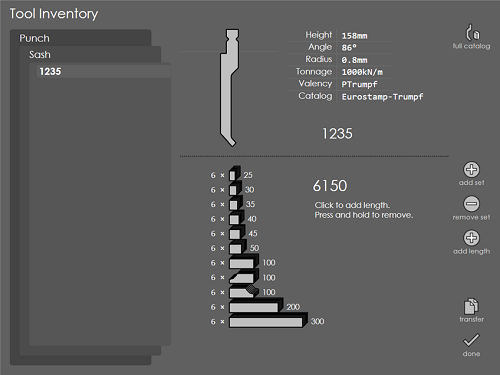 Tool Inventory
Punch
Sash
1235
Height 158mm
Angle 86°
Radius 0.8mm
Tonnage 1000kN/m
Valency PTrumpf
Catalog Eurostamp-Trumpf
full catalog
1235
6 × 25
6 × 30
6 × 35
6 × 40
6 × 45
6 × 50
6 × 100
6 × 100
6 × 100
6 × 200
6 × 300
6150
Click to add length.
Press and hold to remove.
add set
remove set
add length
transfer
done